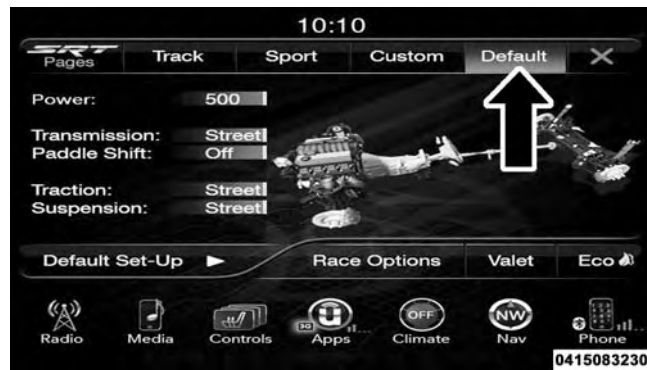 10:10
SRT Pages Track Sport Custom Default X
Power: 500
Transmission: Street
Paddle Shift: Off
Traction: Street
Suspension: Street
Default Set-Up Race Options Valet Eco
3G u OFF NW
Radio Media Controls Apps Climate Nav Phone
0415083230